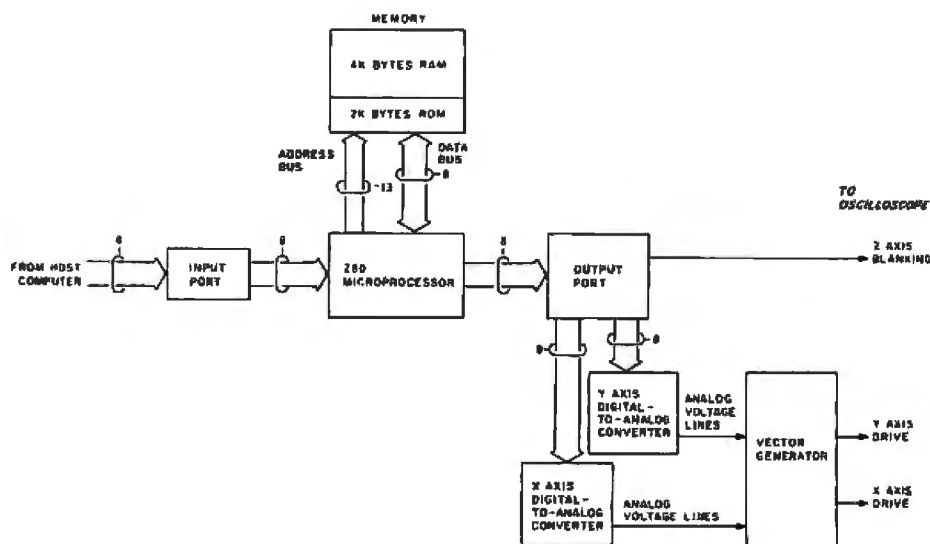 MEMORY
4K BYTES RAM
2K BYTES ROM
ADDRESS
BUS
DATA
BUS
8
13
TO
OSCILLOSCOPE
8
8
8
FROM HOST
COMPUTER
INPUT
PORT
Z80
MICROPROCESSOR
OUTPUT
PORT
Z AXIS
BLANKING
8
8
Y AXIS
DIGITAL-
TO-ANALOG
CONVERTER
ANALOG
VOLTAGE
LINES
VECTOR
GENERATOR
Y AXIS
DRIVE
X AXIS
DIGITAL-
TO-ANALOG
CONVERTER
ANALOG
VOLTAGE LINES
X AXIS
DRIVE